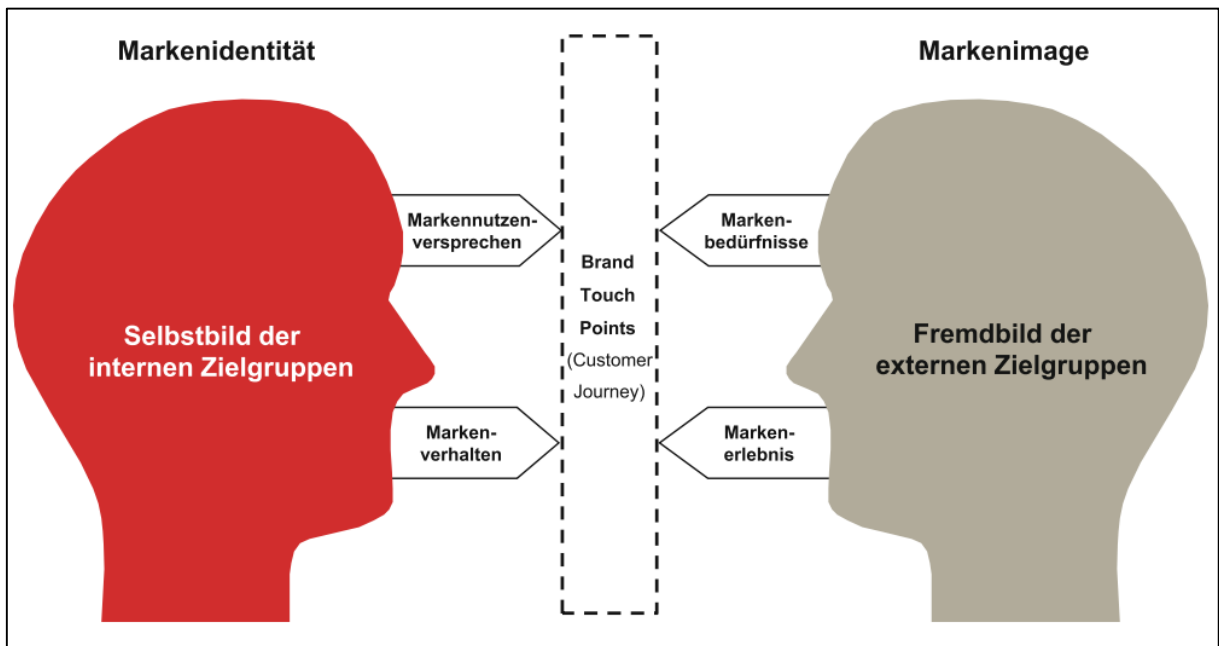 Markenidentität
Markenimage
Markennutzen-
versprechen
Marken-
bedürfnisse
Brand
Touch
Points
(Customer
Journey)
Selbstbild der
internen Zielgruppen
Fremdbild der
externen Zielgruppen
Marken-
verhalten
Marken-
erlebnis